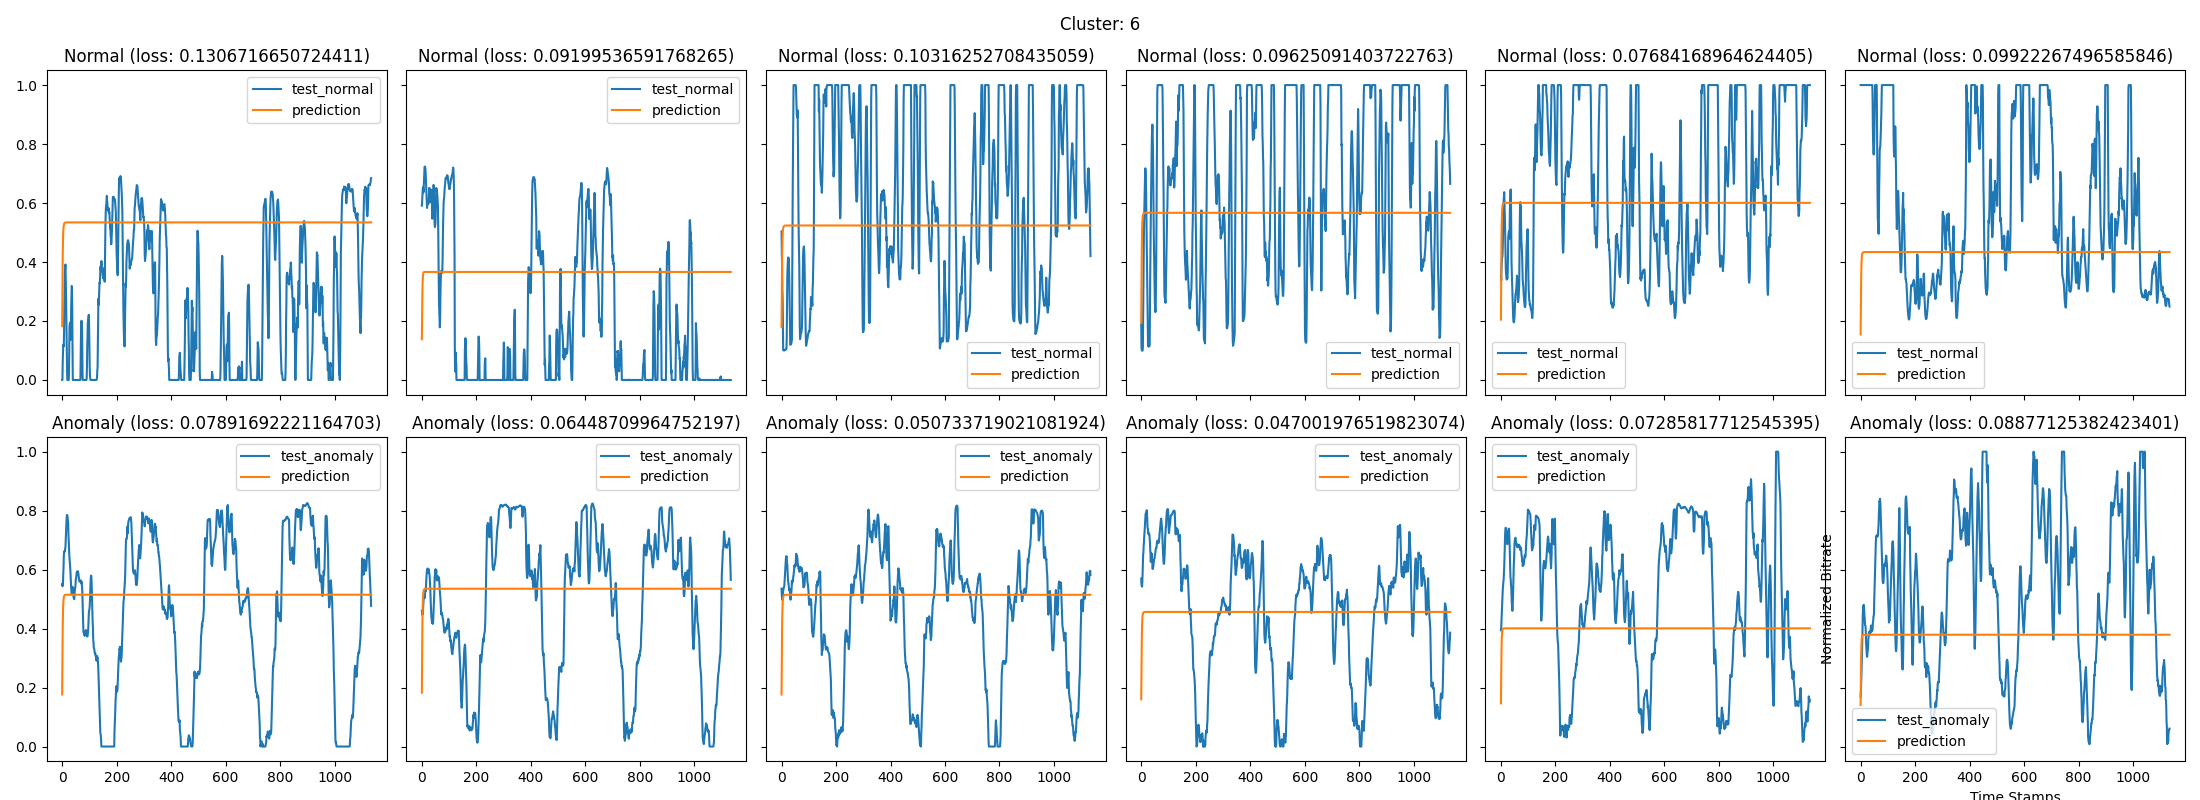 Cluster: 6
Normal (loss: 0.1306716650724411)
Normal (loss: 0.09199536591768265)
Normal (loss: 0.10316252708435059)
Normal (loss: 0.09625091403722763)
Normal (loss: 0.07684168964624405)
Normal (loss: 0.099222267496585846)
1.0
0.8
0.6
0.4
0.2
0.0
test_normal
prediction
test_normal
prediction
test_normal
prediction
test_normal
prediction
test_normal
prediction
test_normal
prediction
Anomaly (loss: 0.07891692221164703)
Anomaly (loss: 0.06448709964752197)
Anomaly (loss: 0.050733719021081924)
Anomaly (loss: 0.047001976519823074)
Anomaly (loss: 0.07285817712545395)
Anomaly (loss: 0.08877125382423401)
1.0
0.8
0.6
0.4
0.2
0.0
test_anomaly
prediction
test_anomaly
prediction
test_anomaly
prediction
test_anomaly
prediction
test_anomaly
prediction
Normalized Bitrate
test_anomaly
prediction
0 200 400 600 800 1000
0 200 400 600 800 1000
0 200 400 600 800 1000
0 200 400 600 800 1000
0 200 400 600 800 1000
0 200 400 600 800 1000
Time Stamps